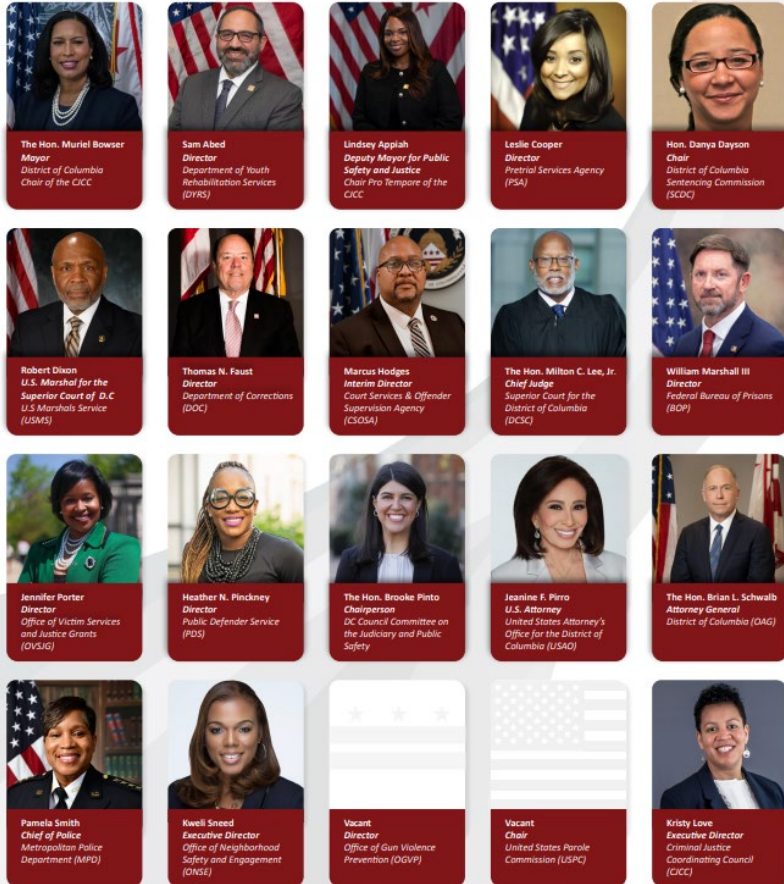 The Hon. Muriel Bowser
Mayor
District of Columbia
Chair of the CJCC
Sam Abed
Director
Department of Youth
Rehabilitation Services
(DYRS)
Lindsey Appiah
Deputy Mayor for Public
Safety and Justice
Chair Pro Tempore of the
CJCC
Leslie Cooper
Director
Pretrial Services Agency
(PSA)
Hon. Danya Dayson
Chair
District of Columbia
Sentencing Commission
(SCDC)
Robert Dixon
U.S. Marshal for the
Superior Court of D.C
U.S Marshals Service
(USMS)
Thomas N. Faust
Director
Department of Corrections
(DOC)
Marcus Hodges
Interim Director
Court Services & Offender
Supervision Agency
(CSOSA)
The Hon. Milton C. Lee, Jr.
Chief Judge
Superior Court for the
District of Columbia
(DCSC)
William Marshall III
Director
Federal Bureau of Prisons
(BOP)
Jennifer Porter
Director
Office of Victim Services
and Justice Grants
(OVSJG)
Heather N. Pinckney
Director
Public Defender Service
(PDS)
The Hon. Brooke Pinto
Chairperson
DC Council Committee on
the Judiciary and Public
Safety
Jeanine F. Pirro
U.S. Attorney
United States Attorney's
Office for the District of
Columbia (USAO)
The Hon. Brian L. Schwalb
Attorney General
District of Columbia (OAG)
Pamela Smith
Chief of Police
Metropolitan Police
Department (MPD)
Kweli Sneed
Executive Director
Office of Neighborhood
Safety and Engagement
(ONSE)
Vacant
Director
Office of Gun Violence
Prevention (OGVP)
Vacant
Chair
United States Parole
Commission (USPC)
Kristy Love
Executive Director
Criminal Justice
Coordinating Council
(CJCC)